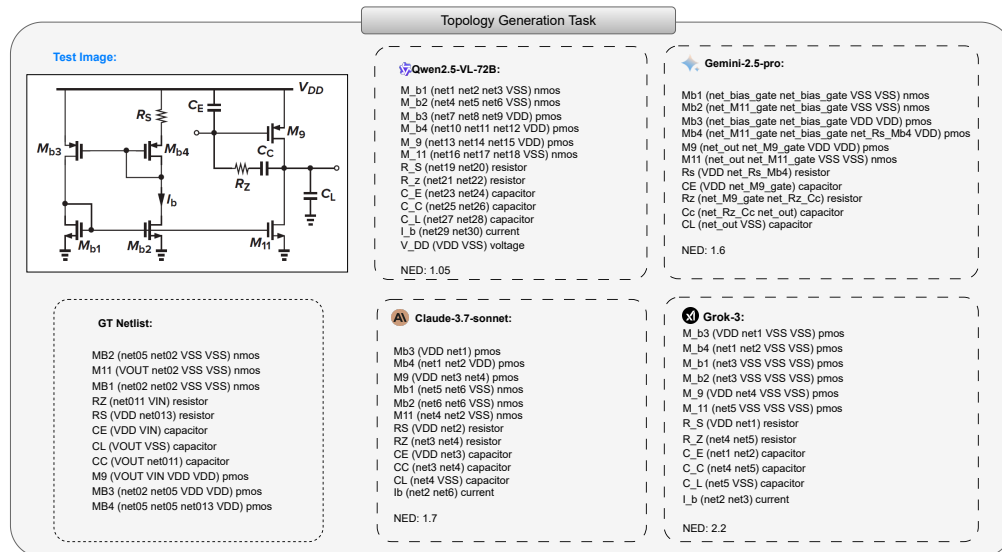 Topology Generation Task
Test Image:
V_DD
C_E
R_S
M_9
M_b3
M_b4
C_C
R_Z
I_b
C_L
M_b1
M_b2
M_11
Qwen2.5-VL-72B:
M_b1 (net1 net2 net3 VSS) nmos
M_b2 (net4 net5 net6 VSS) nmos
M_b3 (net7 net8 net9 VDD) pmos
M_b4 (net10 net11 net12 VDD) pmos
M_9 (net13 net14 net15 VDD) pmos
M_11 (net16 net17 net18 VSS) nmos
R_S (net19 net20) resistor
R_z (net21 net22) resistor
C_E (net23 net24) capacitor
C_C (net25 net26) capacitor
C_L (net27 net28) capacitor
I_b (net29 net30) current
V_DD (VDD VSS) voltage
NED: 1.05
Gemini-2.5-pro:
Mb1 (net_bias_gate net_bias_gate VSS VSS) nmos
Mb2 (net_M11_gate net_bias_gate VSS VSS) nmos
Mb3 (net_bias_gate net_bias_gate VDD VDD) pmos
Mb4 (net_M11_gate net_bias_gate net_Rs_Mb4 VDD) pmos
M9 (net_out net_M9_gate VDD VDD) pmos
M11 (net_out net_M11_gate VSS VSS) nmos
Rs (VDD net_Rs_Mb4) resistor
CE (VDD net_M9_gate) capacitor
Rz (net_M9_gate net_Rz_Cc) resistor
Cc (net_Rz_Cc net_out) capacitor
CL (net_out VSS) capacitor
NED: 1.6
GT Netlist:
MB2 (net05 net02 VSS VSS) nmos
M11 (VOUT net02 VSS VSS) nmos
MB1 (net02 net02 VSS VSS) nmos
RZ (net011 VIN) resistor
RS (VDD net013) resistor
CE (VDD VIN) capacitor
CL (VOUT VSS) capacitor
CC (VOUT net011) capacitor
M9 (VOUT VIN VDD VDD) pmos
MB3 (net02 net05 VDD VDD) pmos
MB4 (net05 net05 net013 VDD) pmos
Claude-3.7-sonnet:
Mb3 (VDD net1) pmos
Mb4 (net1 net2 VDD) pmos
M9 (VDD net3 net4) pmos
Mb1 (net5 net6 VSS) nmos
Mb2 (net6 net6 VSS) nmos
M11 (net4 net2 VSS) nmos
RS (VDD net2) resistor
RZ (net3 net4) resistor
CE (VDD net3) capacitor
CC (net3 net4) capacitor
CL (net4 VSS) capacitor
Ib (net2 net6) current
NED: 1.7
Grok-3:
M_b3 (VDD net1 VSS VSS) pmos
M_b4 (net1 net2 VSS VSS) pmos
M_b1 (net3 VSS VSS VSS) pmos
M_b2 (net3 VSS VSS VSS) pmos
M_9 (VDD net4 VSS VSS) pmos
M_11 (net5 VSS VSS VSS) pmos
R_S (VDD net1) resistor
R_Z (net4 net5) resistor
C_E (net1 net2) capacitor
C_C (net4 net5) capacitor
C_L (net5 VSS) capacitor
I_b (net2 net3) current
NED: 2.2